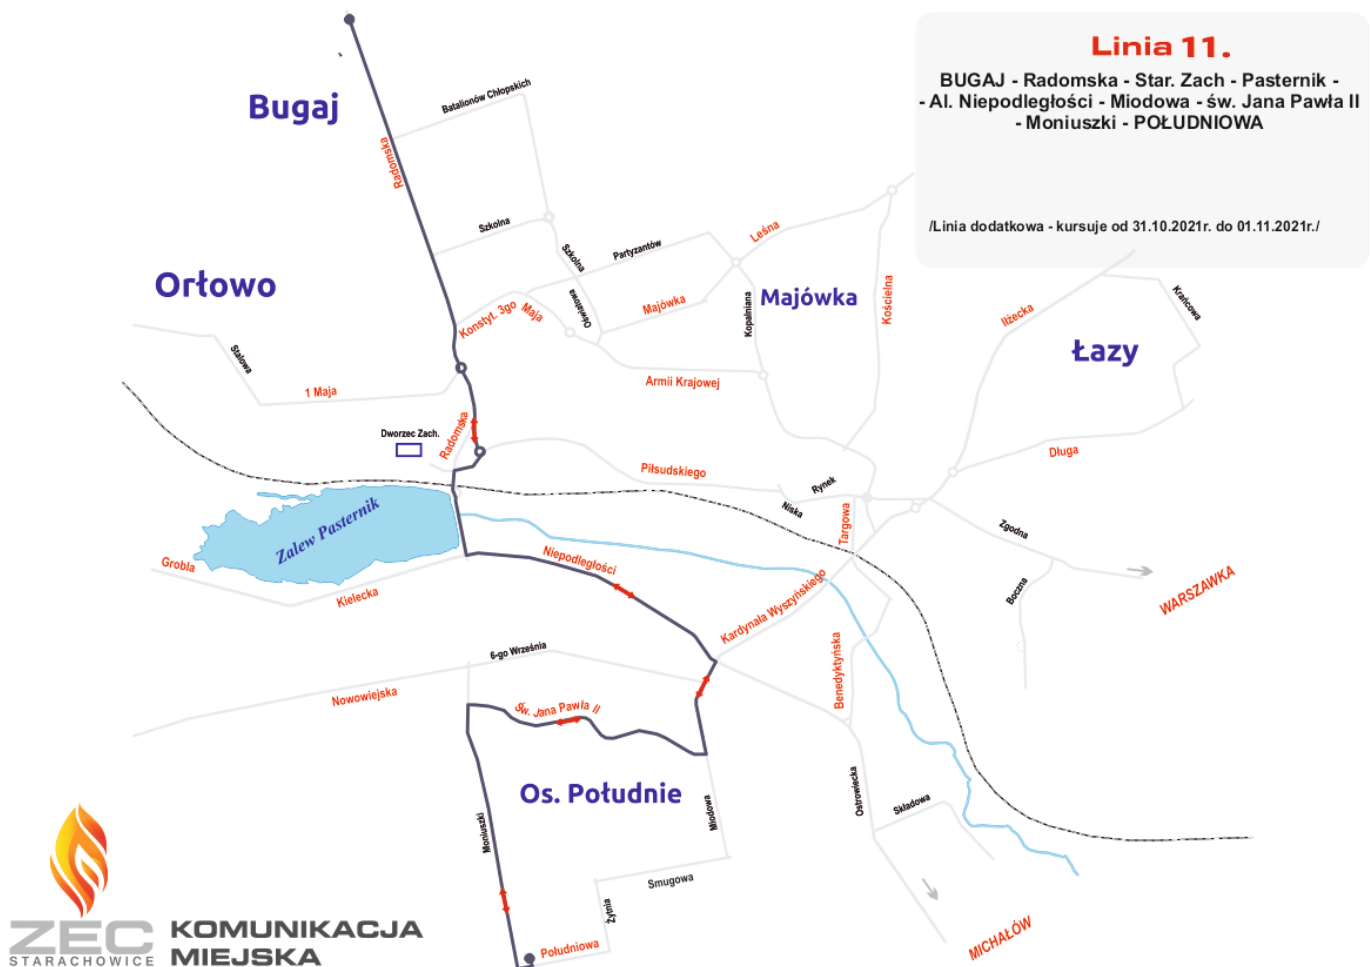 Linia 11.
BUGAJ - Radomska - Star. Zach - Pasternik -
- Al. Niepodległości - Miodowa - św. Jana Pawła II
- Moniuszki - POŁUDNIOWA
/Linia dodatkowa - kursuje od 31.10.2021r. do 01.11.2021r./
Bugaj
Batalionów Chłopskich
Radomska
Szkolna
Szkolna
Partyzantów
Leśna
Orłowo
Konstyt. 3go Maja
Oświatowa
Majówka
Kopalniana
Majówka
Kościelna
Iłżecka
Krańcowa
Łazy
Stalowa
1 Maja
Armii Krajowej
Dworzec Zach.
Radomska
Piłsudskiego
Rynek
Niska
Targowa
Długa
Zgodna
Zalew Pasternik
Grobla
Kielecka
Niepodległości
Kardynała Wyszyńskiego
Boczna
WARSZAWKA
6-go Września
Nowowiejska
Benedyktyńska
Św. Jana Pawła II
Os. Południe
Moniuszki
Miodowa
Ostrowiecka
Składowa
Smugowa
Żytnia
Południowa
MICHAŁÓW
ZEC
STARACHOWICE
KOMUNIKACJA
MIEJSKA